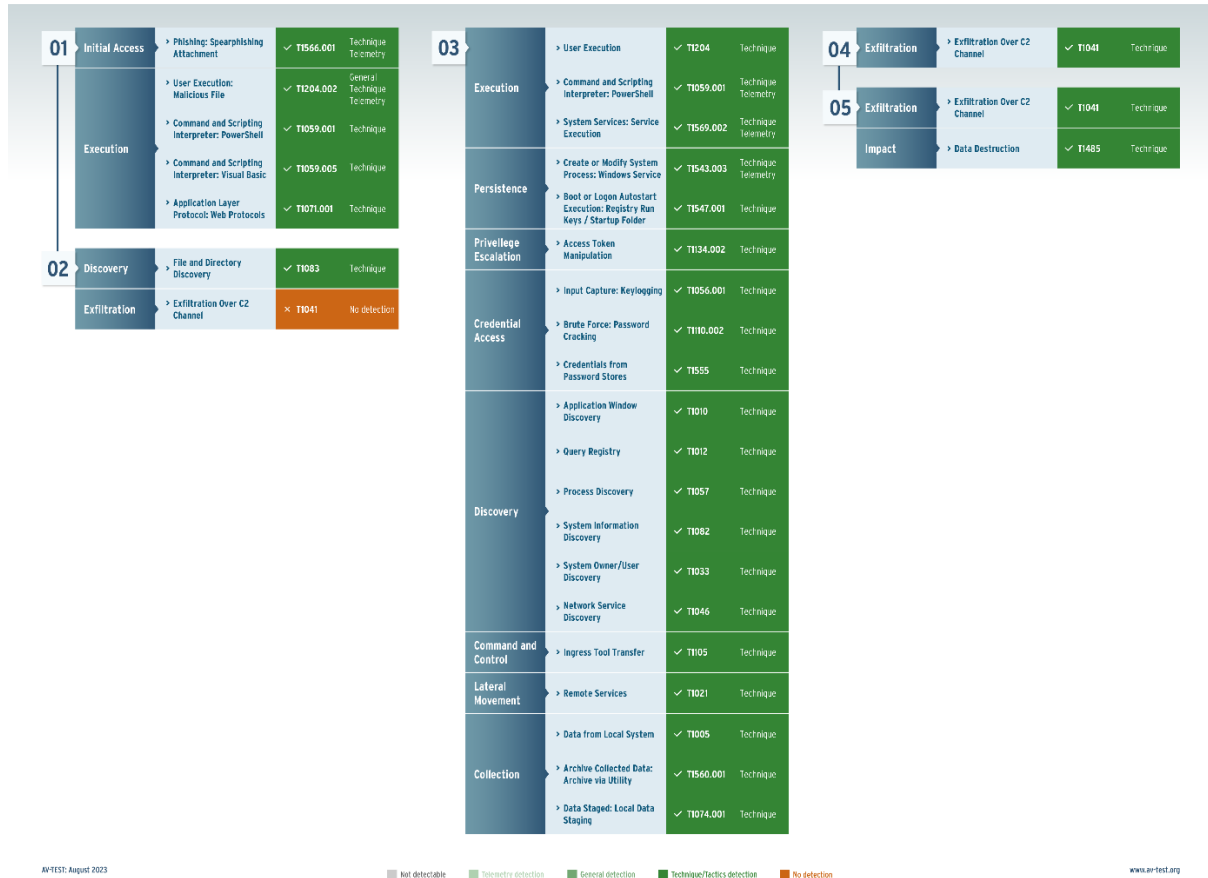 01
Initial Access
> Phishing: Spearphishing
Attachment
✓ T1566.001
Technique
Telemetry
Execution
> User Execution:
Malicious File
✓ T1204.002
General
Technique
Telemetry
> Command and Scripting
Interpreter: PowerShell
✓ T1059.001
Technique
> Command and Scripting
Interpreter: Visual Basic
✓ T1059.005
Technique
> Application Layer
Protocol: Web Protocols
✓ T1071.001
Technique
02
Discovery
> File and Directory
Discovery
✓ T1083
Technique
Exfiltration
> Exfiltration Over C2
Channel
× T1041
No detection
03
Execution
> User Execution
✓ T1204
Technique
> Command and Scripting
Interpreter: PowerShell
✓ T1059.001
Technique
Telemetry
> System Services: Service
Execution
✓ T1569.002
Technique
Telemetry
Persistence
> Create or Modify System
Process: Windows Service
✓ T1543.003
Technique
Telemetry
> Boot or Logon Autostart
Execution: Registry Run
Keys / Startup Folder
✓ T1547.001
Technique
Privellege
Escalation
> Access Token
Manipulation
✓ T1134.002
Technique
Credential
Access
> Input Capture: Keylogging
✓ T1056.001
Technique
> Brute Force: Password
Cracking
✓ T1110.002
Technique
> Credentials from
Password Stores
✓ T1555
Technique
Discovery
> Application Window
Discovery
✓ T1010
Technique
> Query Registry
✓ T1012
Technique
> Process Discovery
✓ T1057
Technique
> System Information
Discovery
✓ T1082
Technique
> System Owner/User
Discovery
✓ T1033
Technique
> Network Service
Discovery
✓ T1046
Technique
Command and
Control
> Ingress Tool Transfer
✓ T1105
Technique
Lateral
Movement
> Remote Services
✓ T1021
Technique
Collection
> Data from Local System
✓ T1005
Technique
> Archive Collected Data:
Archive via Utility
✓ T1560.001
Technique
> Data Staged: Local Data
Staging
✓ T1074.001
Technique
04
Exfiltration
> Exfiltration Over C2
Channel
✓ T1041
Technique
05
Exfiltration
> Exfiltration Over C2
Channel
✓ T1041
Technique
Impact
> Data Destruction
✓ T1485
Technique
AV-TEST: August 2023
Not detectable
Telemetry detection
General detection
Technique/Tactics detection
No detection
www.av-test.org